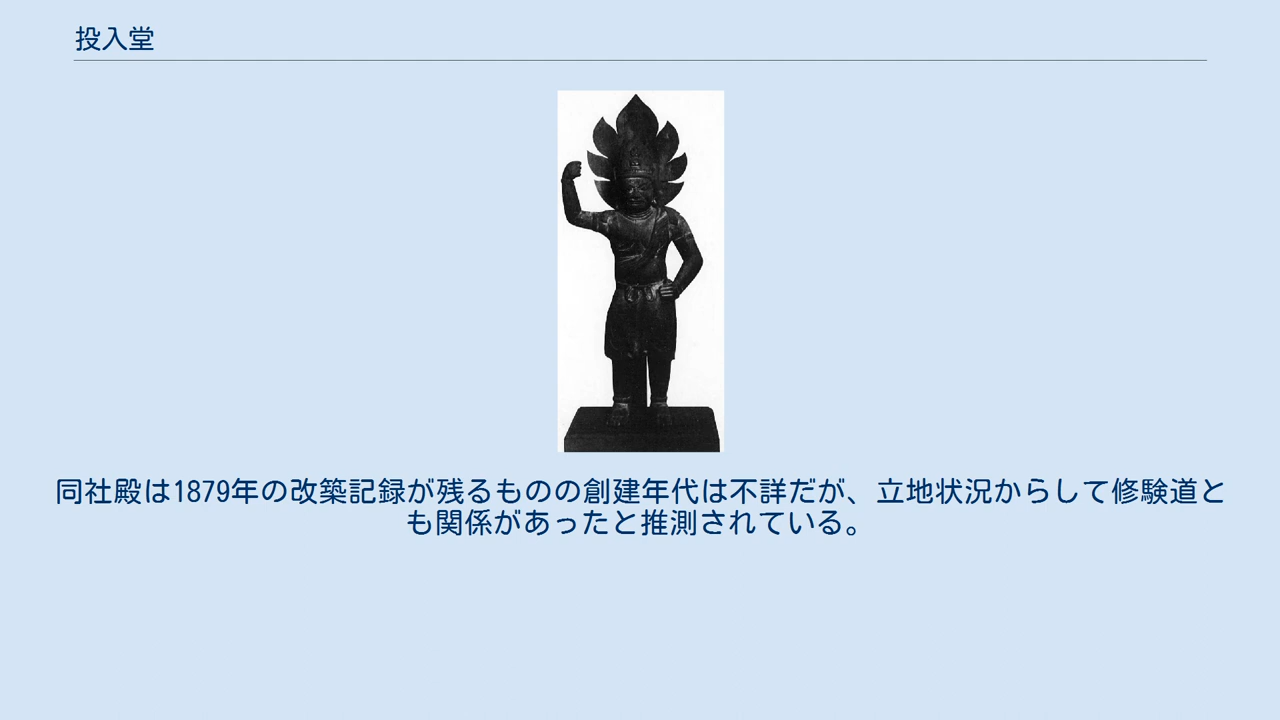 投入堂
同社殿は1879年の改築記録が残るものの創建年代は不詳だが、立地状況からして修験道と
も関係があったと推測されている。